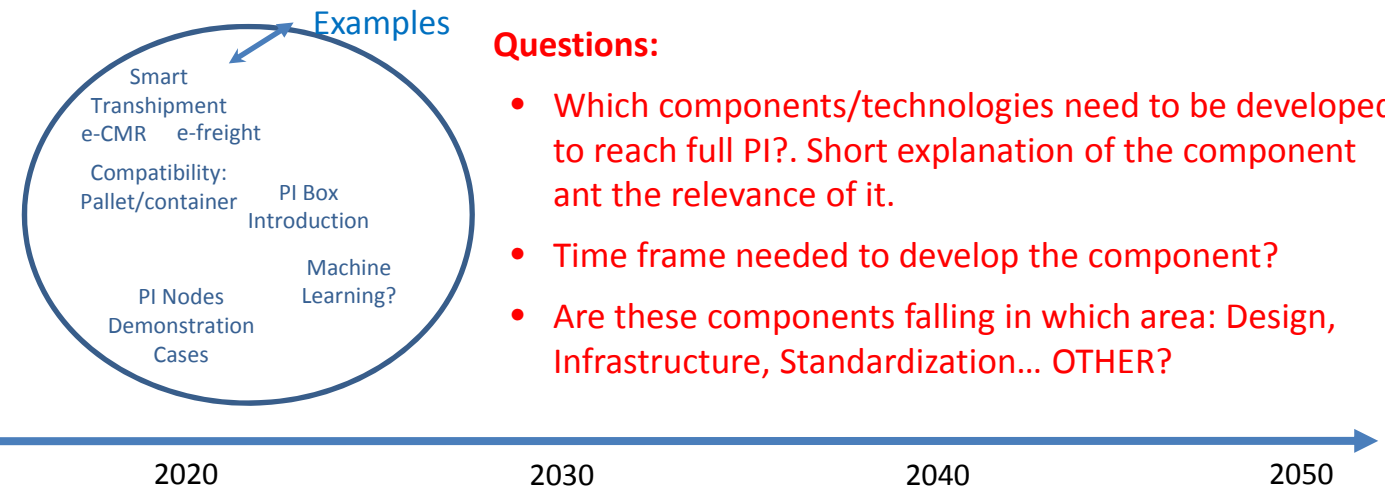 Examples
Smart
Transhipment
e-CMR e-freight
Compatibility:
Pallet/container
PI Box
Introduction
Machine
Learning?
PI Nodes
Demonstration
Cases
Questions:
• Which components/technologies need to be developed
to reach full PI?. Short explanation of the component
ant the relevance of it.
• Time frame needed to develop the component?
• Are these components falling in which area: Design,
Infrastructure, Standardization… OTHER?
2020 2030 2040 2050